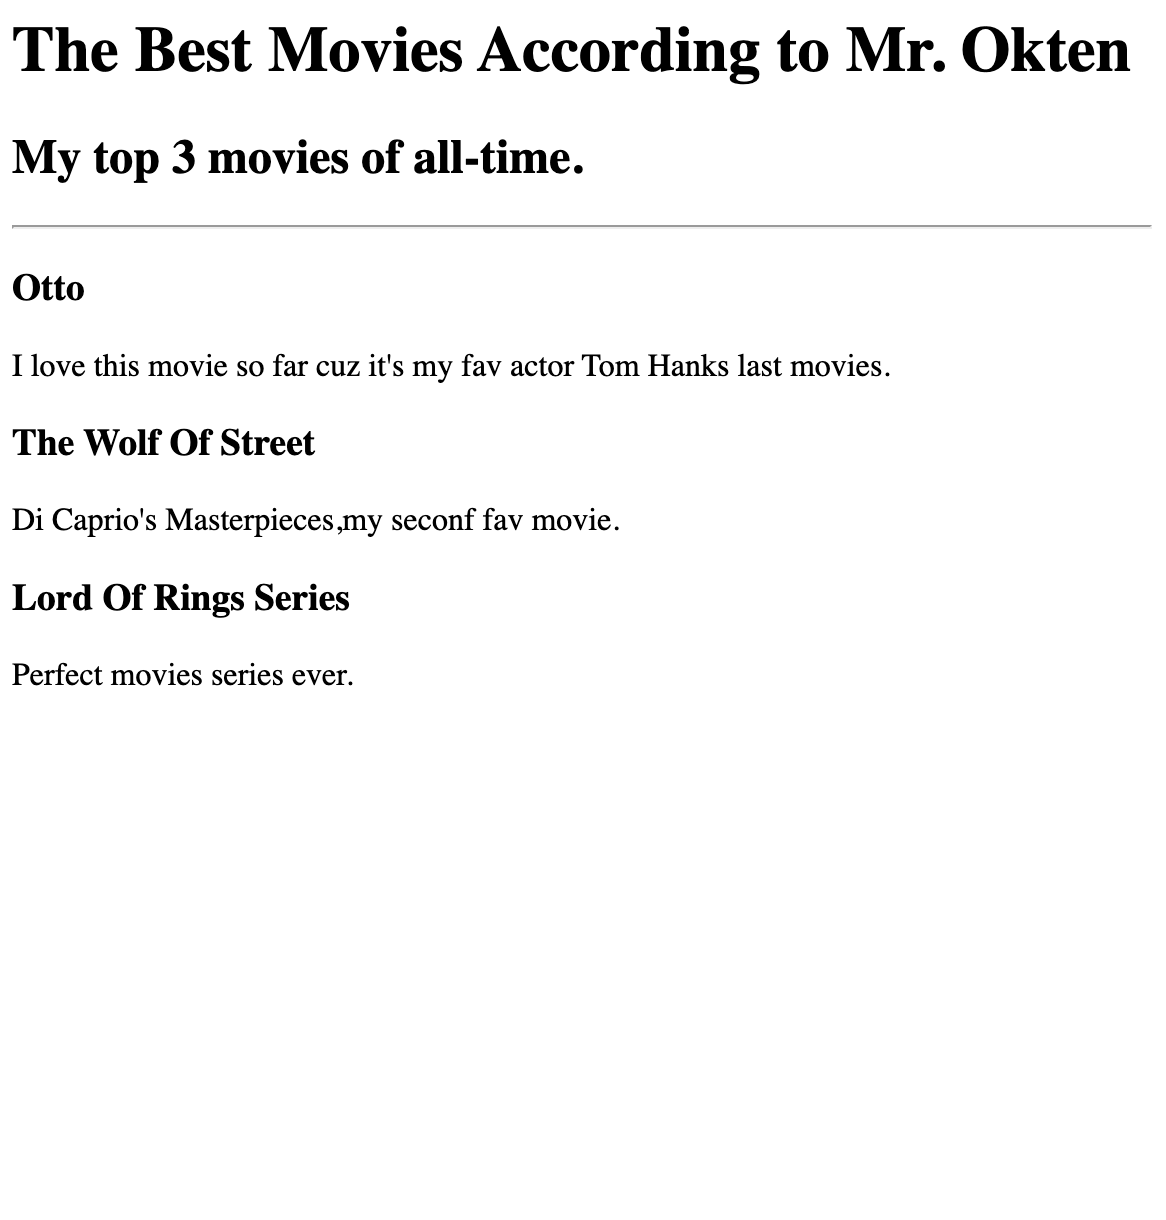 The Best Movies According to Mr. Okten
My top 3 movies of all-time.
Otto
I love this movie so far cuz it's my fav actor Tom Hanks last movies.
The Wolf Of Street
Di Caprio's Masterpieces,my seconf fav movie.
Lord Of Rings Series
Perfect movies series ever.